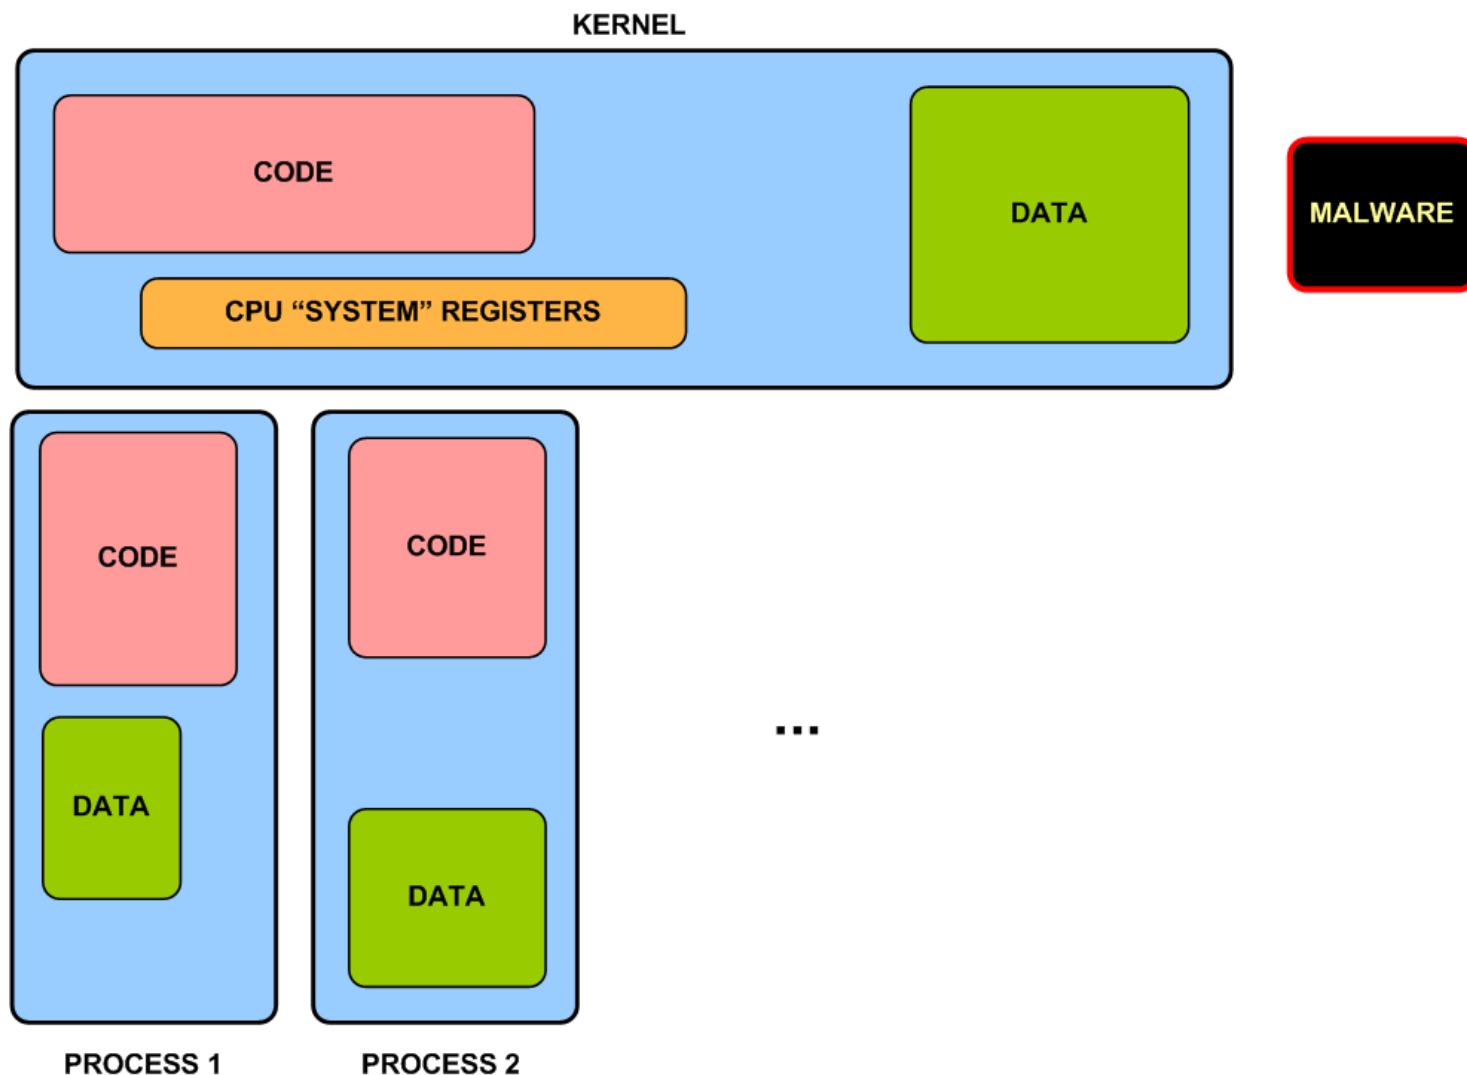 KERNEL
CODE
DATA
MALWARE
CPU “SYSTEM” REGISTERS
CODE
CODE
...
DATA
DATA
PROCESS 1
PROCESS 2